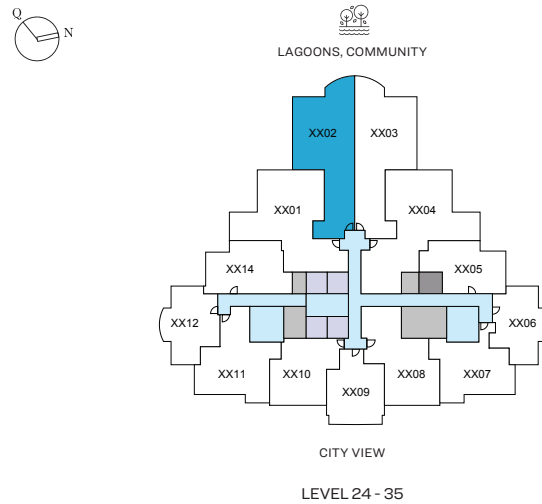 Q
N
LAGOONS, COMMUNITY
XX02
XX03
XX01
XX04
XX14
XX05
XX12
XX06
XX11
XX10
XX09
XX08
XX07
CITY VIEW
LEVEL 24 - 35